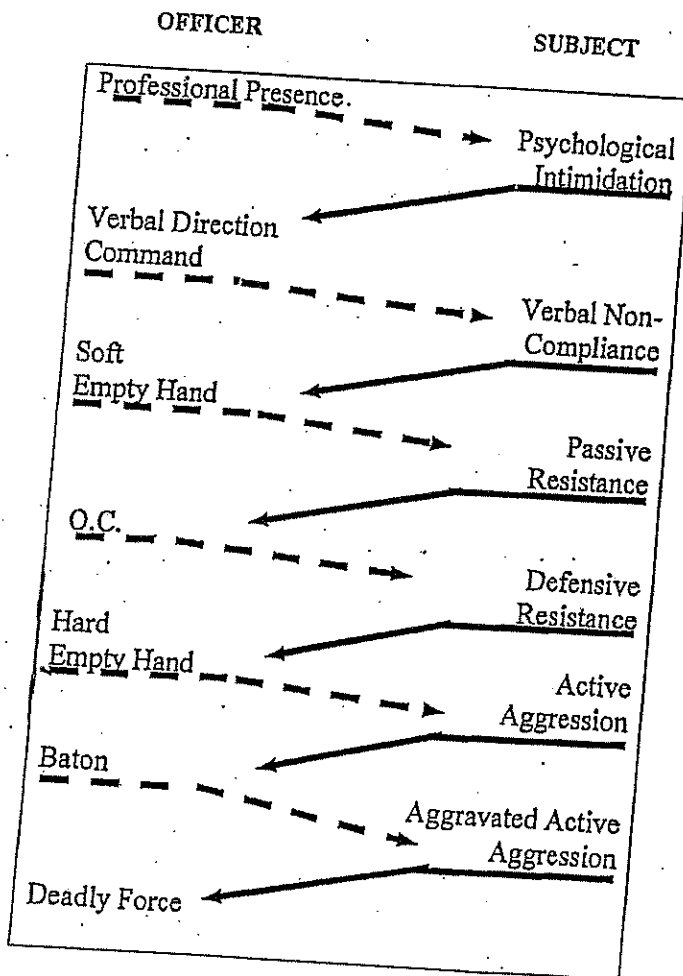 OFFICER
SUBJECT
Professional Presence.
Psychological
Intimidation
Verbal Direction
Command
Verbal Non-
Compliance
Soft
Empty Hand
Passive
Resistance
O.C.
Defensive
Resistance
Hard
Empty Hand
Active
Aggression
Baton
Aggravated Active
Aggression
Deadly Force